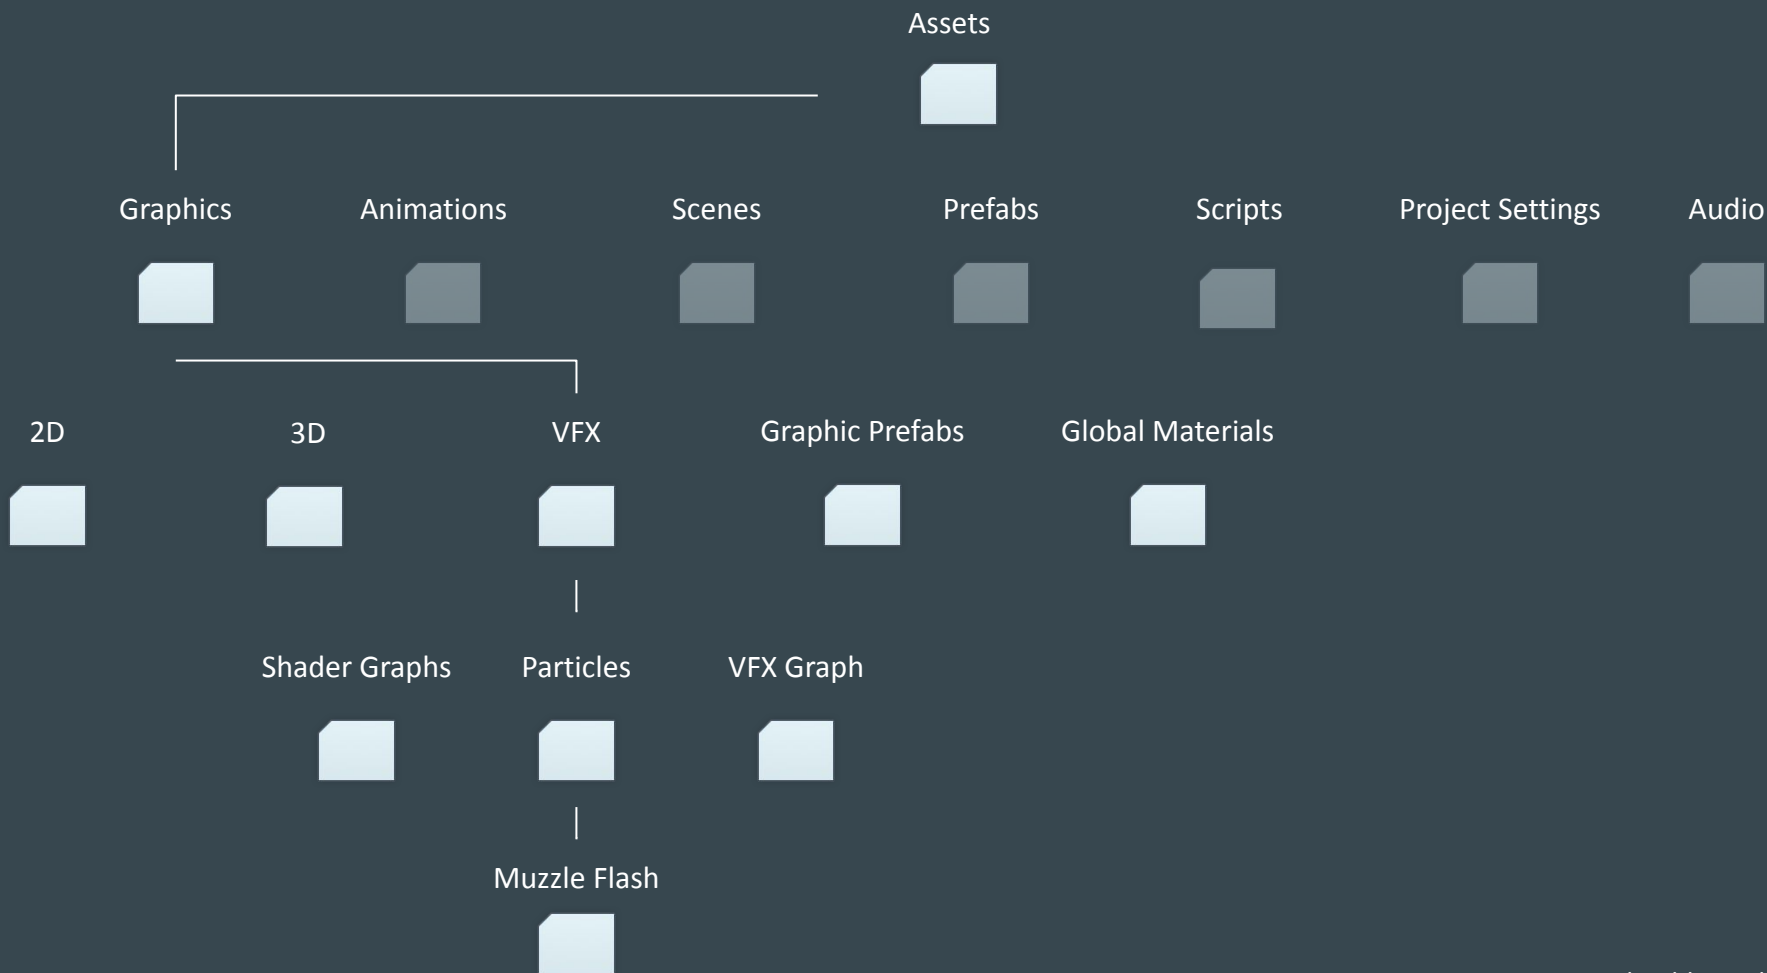 Assets
Graphics Animations Scenes Prefabs Scripts Project Settings Audio
2D 3D VFX Graphic Prefabs Global Materials
Shader Graphs Particles VFX Graph
Muzzle Flash